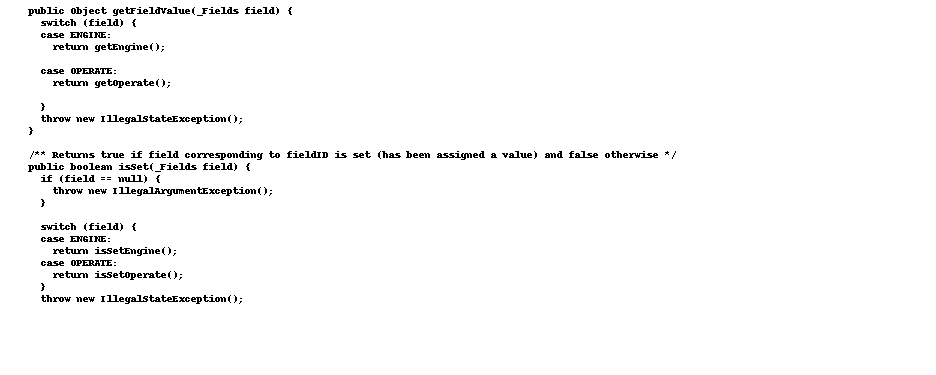 public Object getFieldValue(_Fields field) {
switch (field) {
case ENGINE:
return getEngine();
case OPERATE:
return getOperate();
}
throw new IllegalStateException();
}
/** Returns true if field corresponding to fieldID is set (has been assigned a value) and false otherwise */
public boolean isSet(_Fields field) {
if (field == null) {
throw new IllegalArgumentException();
}
switch (field) {
case ENGINE:
return isSetEngine();
case OPERATE:
return isSetOperate();
}
throw new IllegalStateException();